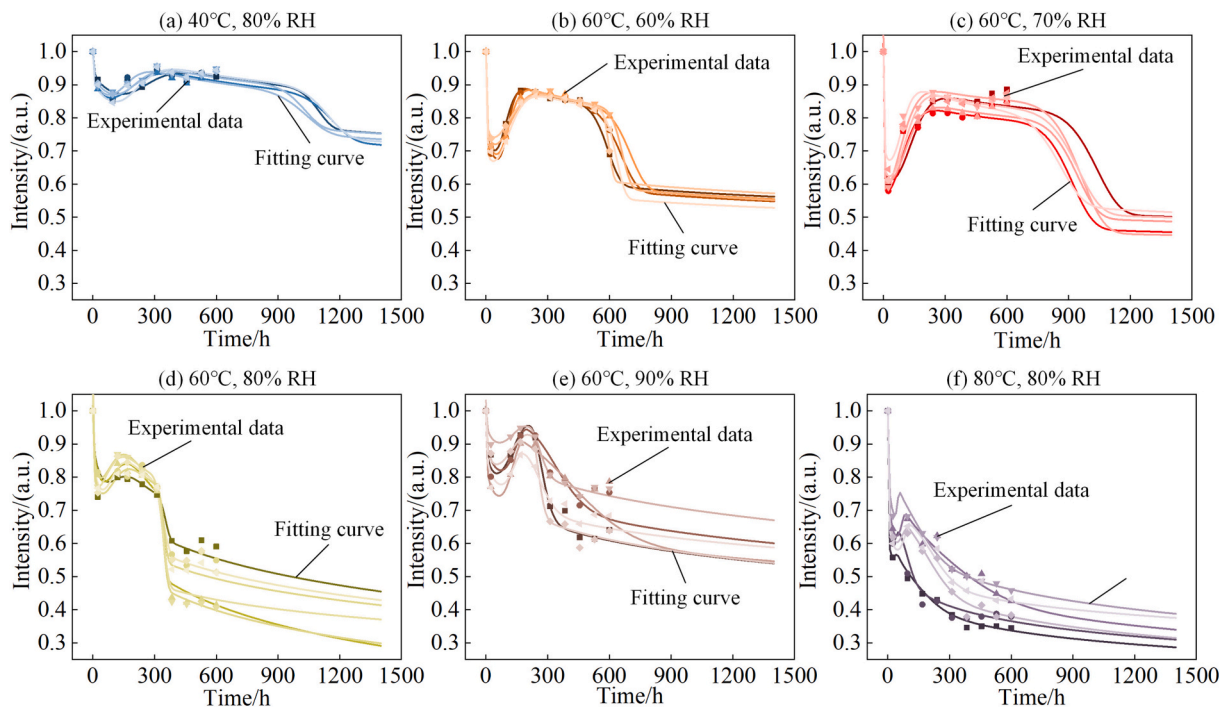 (a) 40°C, 80% RH
1.0
0.9
0.8
0.7
0.6
0.5
0.4
0.3
Intensity/(a.u.)
Experimental data
Fitting curve
0 300 600 900 1200 1500
Time/h
(b) 60°C, 60% RH
1.0
0.9
0.8
0.7
0.6
0.5
0.4
0.3
Intensity/(a.u.)
Experimental data
Fitting curve
0 300 600 900 1200 1500
Time/h
(c) 60°C, 70% RH
1.0
0.9
0.8
0.7
0.6
0.5
0.4
0.3
Intensity/(a.u.)
Experimental data
Fitting curve
0 300 600 900 1200 1500
Time/h
(d) 60°C, 80% RH
1.0
0.9
0.8
0.7
0.6
0.5
0.4
0.3
Intensity/(a.u.)
Experimental data
Fitting curve
0 300 600 900 1200 1500
Time/h
(e) 60°C, 90% RH
1.0
0.9
0.8
0.7
0.6
0.5
0.4
0.3
Intensity/(a.u.)
Experimental data
Fitting curve
0 300 600 900 1200 1500
Time/h
(f) 80°C, 80% RH
1.0
0.9
0.8
0.7
0.6
0.5
0.4
0.3
Intensity/(a.u.)
Experimental data
0 300 600 900 1200 1500
Time/h